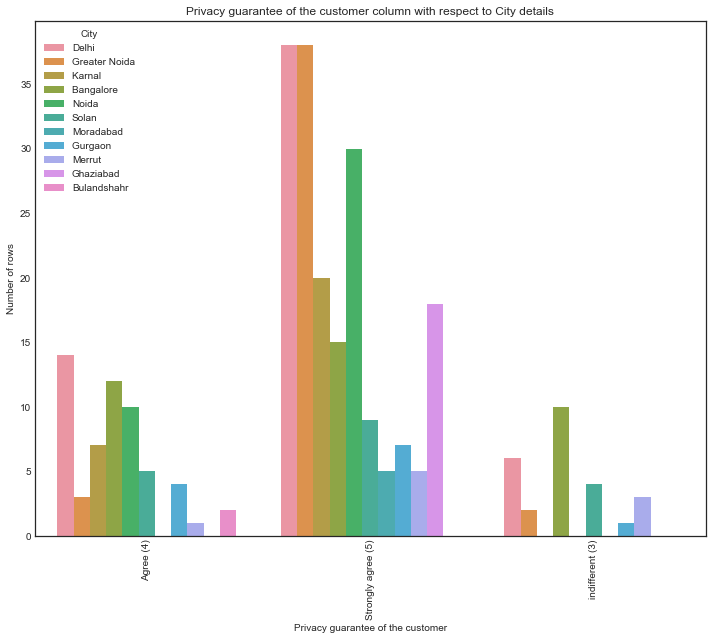 Privacy guarantee of the customer column with respect to City details
City
Delhi
Greater Noida
Karnal
Bangalore
Noida
Solan
Moradabad
Gurgaon
Merrut
Ghaziabad
Bulandshahr
Number of rows
35
30
25
20
15
10
5
0
Agree (4)
Strongly agree (5)
indifferent (3)
Privacy guarantee of the customer